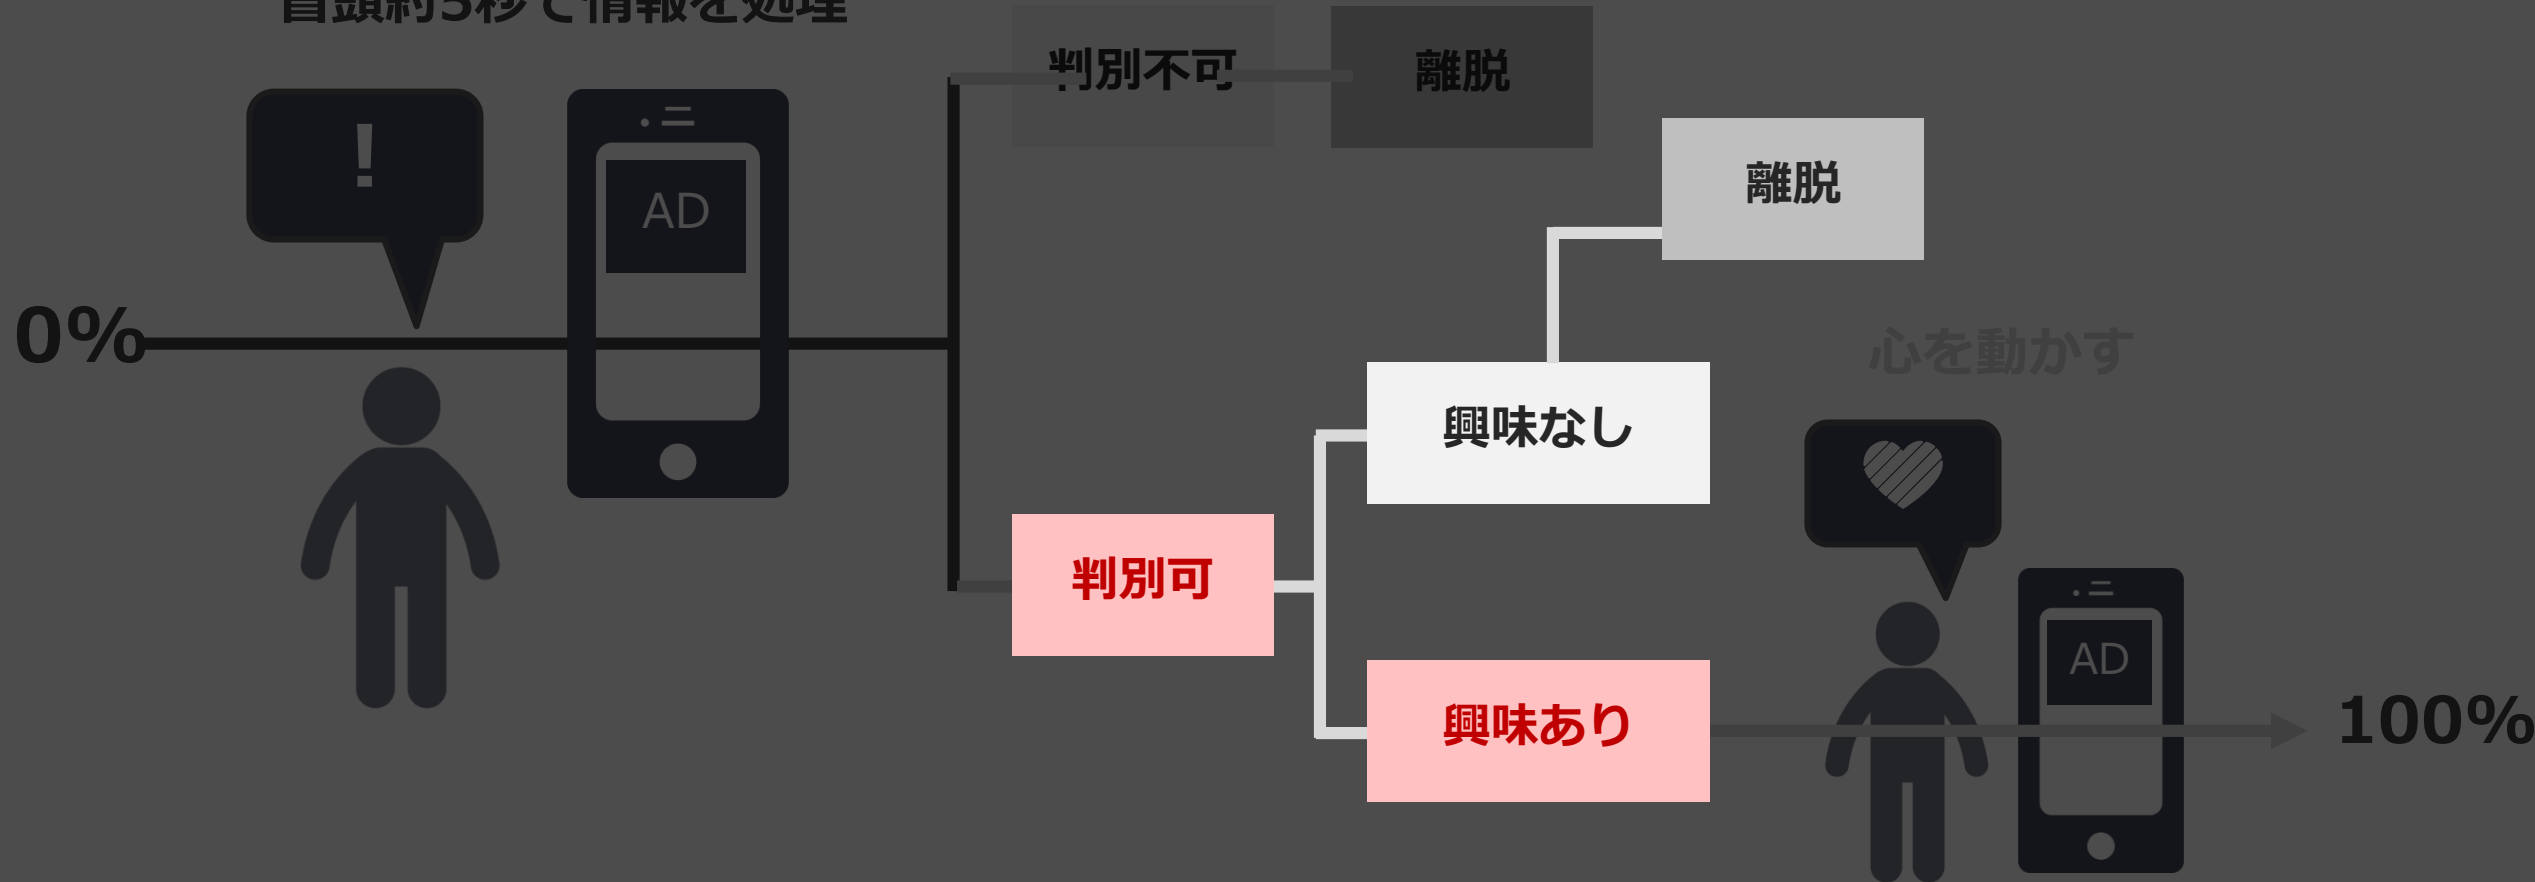 冒頭約3秒で情報を処理
判別不可
離脱
!
AD
離脱
0%
心を動かす
興味なし
判別可
興味あり
AD
100%